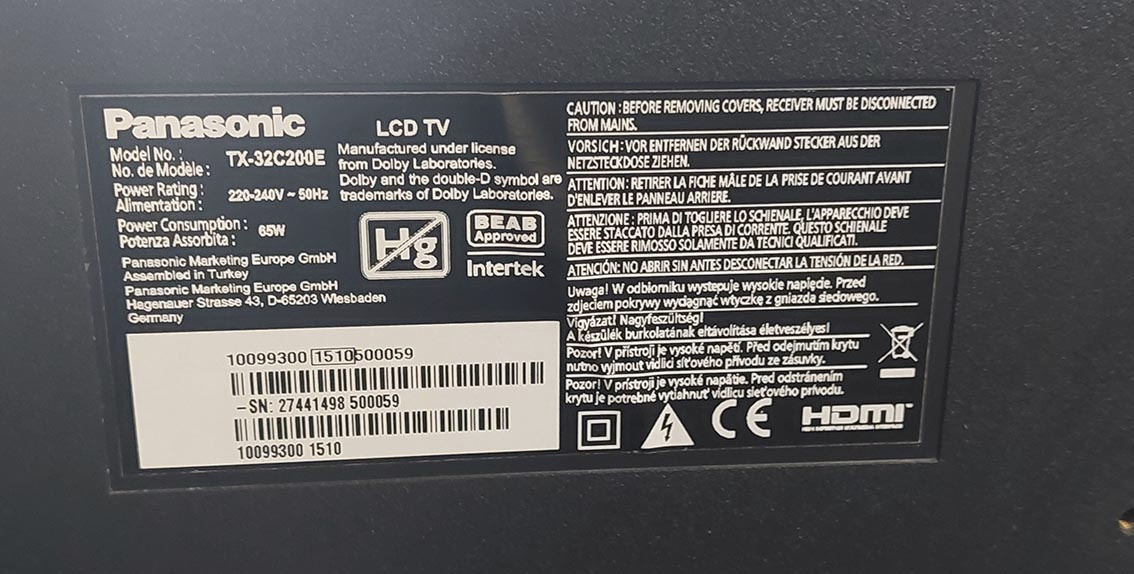 Panasonic
LCD TV
Model No. :
No. de Modèle :
TX-32C200E
Power Rating :
Alimentation :
220-240V ~ 50Hz
Power Consumption :
Potenza Assorbita :
65W
Panasonic Marketing Europe GmbH
Assembled in Turkey
Panasonic Marketing Europe GmbH
Hagenauer Strasse 43, D-65203 Wiesbaden
Germany
Manufactured under license
from Dolby Laboratories.
Dolby and the double-D symbol are
trademarks of Dolby Laboratories.
Hg
BEAB
Approved
Intertek
10099300 1510 500059
-SN: 27441498 500059
10099300 1510
CAUTION : BEFORE REMOVING COVERS, RECEIVER MUST BE DISCONNECTED
FROM MAINS.
VORSICH : VOR ENTFERNEN DER RÜCKWAND STECKER AUS DER
NETZSTECKDOSE ZIEHEN.
ATTENTION : RETIRER LA FICHE MÂLE DE LA PRISE DE COURANT AVANT
D'ENLEVER LE PANNEAU ARRIERE.
ATTENZIONE : PRIMA DI TOGLIERE LO SCHIENALE, L'APPARECCHIO DEVE
ESSERE STACCATO DALLA PRESA DI CORRENTE. QUESTO SCHIENALE
DEVE ESSERE RIMOSSO SOLAMENTE DA TECNICI QUALIFICATI.
ATENCIÓN: NO ABRIR SIN ANTES DESCONECTAR LA TENSIÓN DE LA RED.
Uwaga! W odbiorniku wystepuje wysokie napięcie. Przed
zdjeciem pokrywy wyciągnąć wtyczkę z gniazda sieciowego.
Vigyázat! Nagyfeszültség!
A készülék burkolatának eltávolítása életveszélyes!
Pozor! V přístroji je vysoké napětí. Před odejmutím krytu
nutno vyjmout vidlici síťového přívodu ze zásuvky.
Pozor! V prístroji je vysoké napätie. Pred odstránením
krytu je potrebné vytiahnuť vidlicu sieťového prívodu.
CE
HDMI